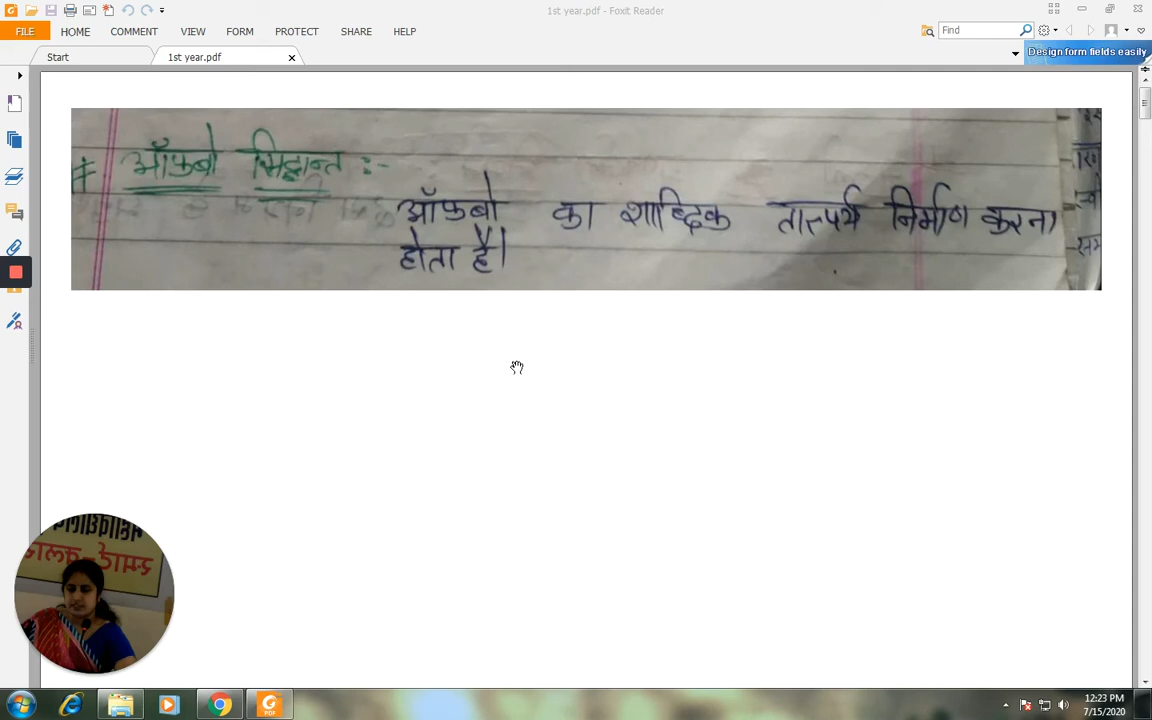 1st year.pdf - Foxit Reader
FILE HOME COMMENT VIEW FORM PROTECT SHARE HELP
Find
Start 1st year.pdf
Design form fields easily
# ऑफबो सिद्धान्त :-
ऑफबो का शाब्दिक तात्पर्य निर्माण करना
होता है।
12:23 PM
7/15/2020